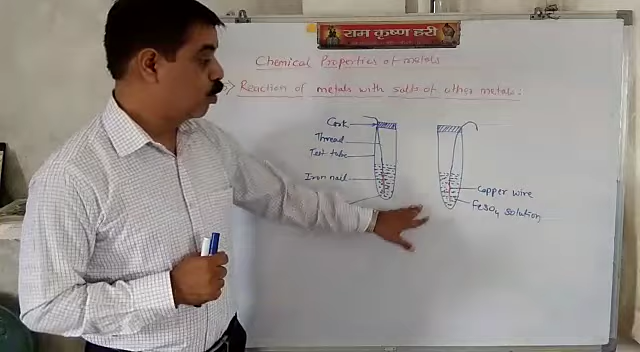 राम कृष्ण हरी
Chemical Properties of metals
Reaction of metals with salts of other metals:
Cork
Thread
Test tube
Iron nail
Copper wire
FeSO₄ solution